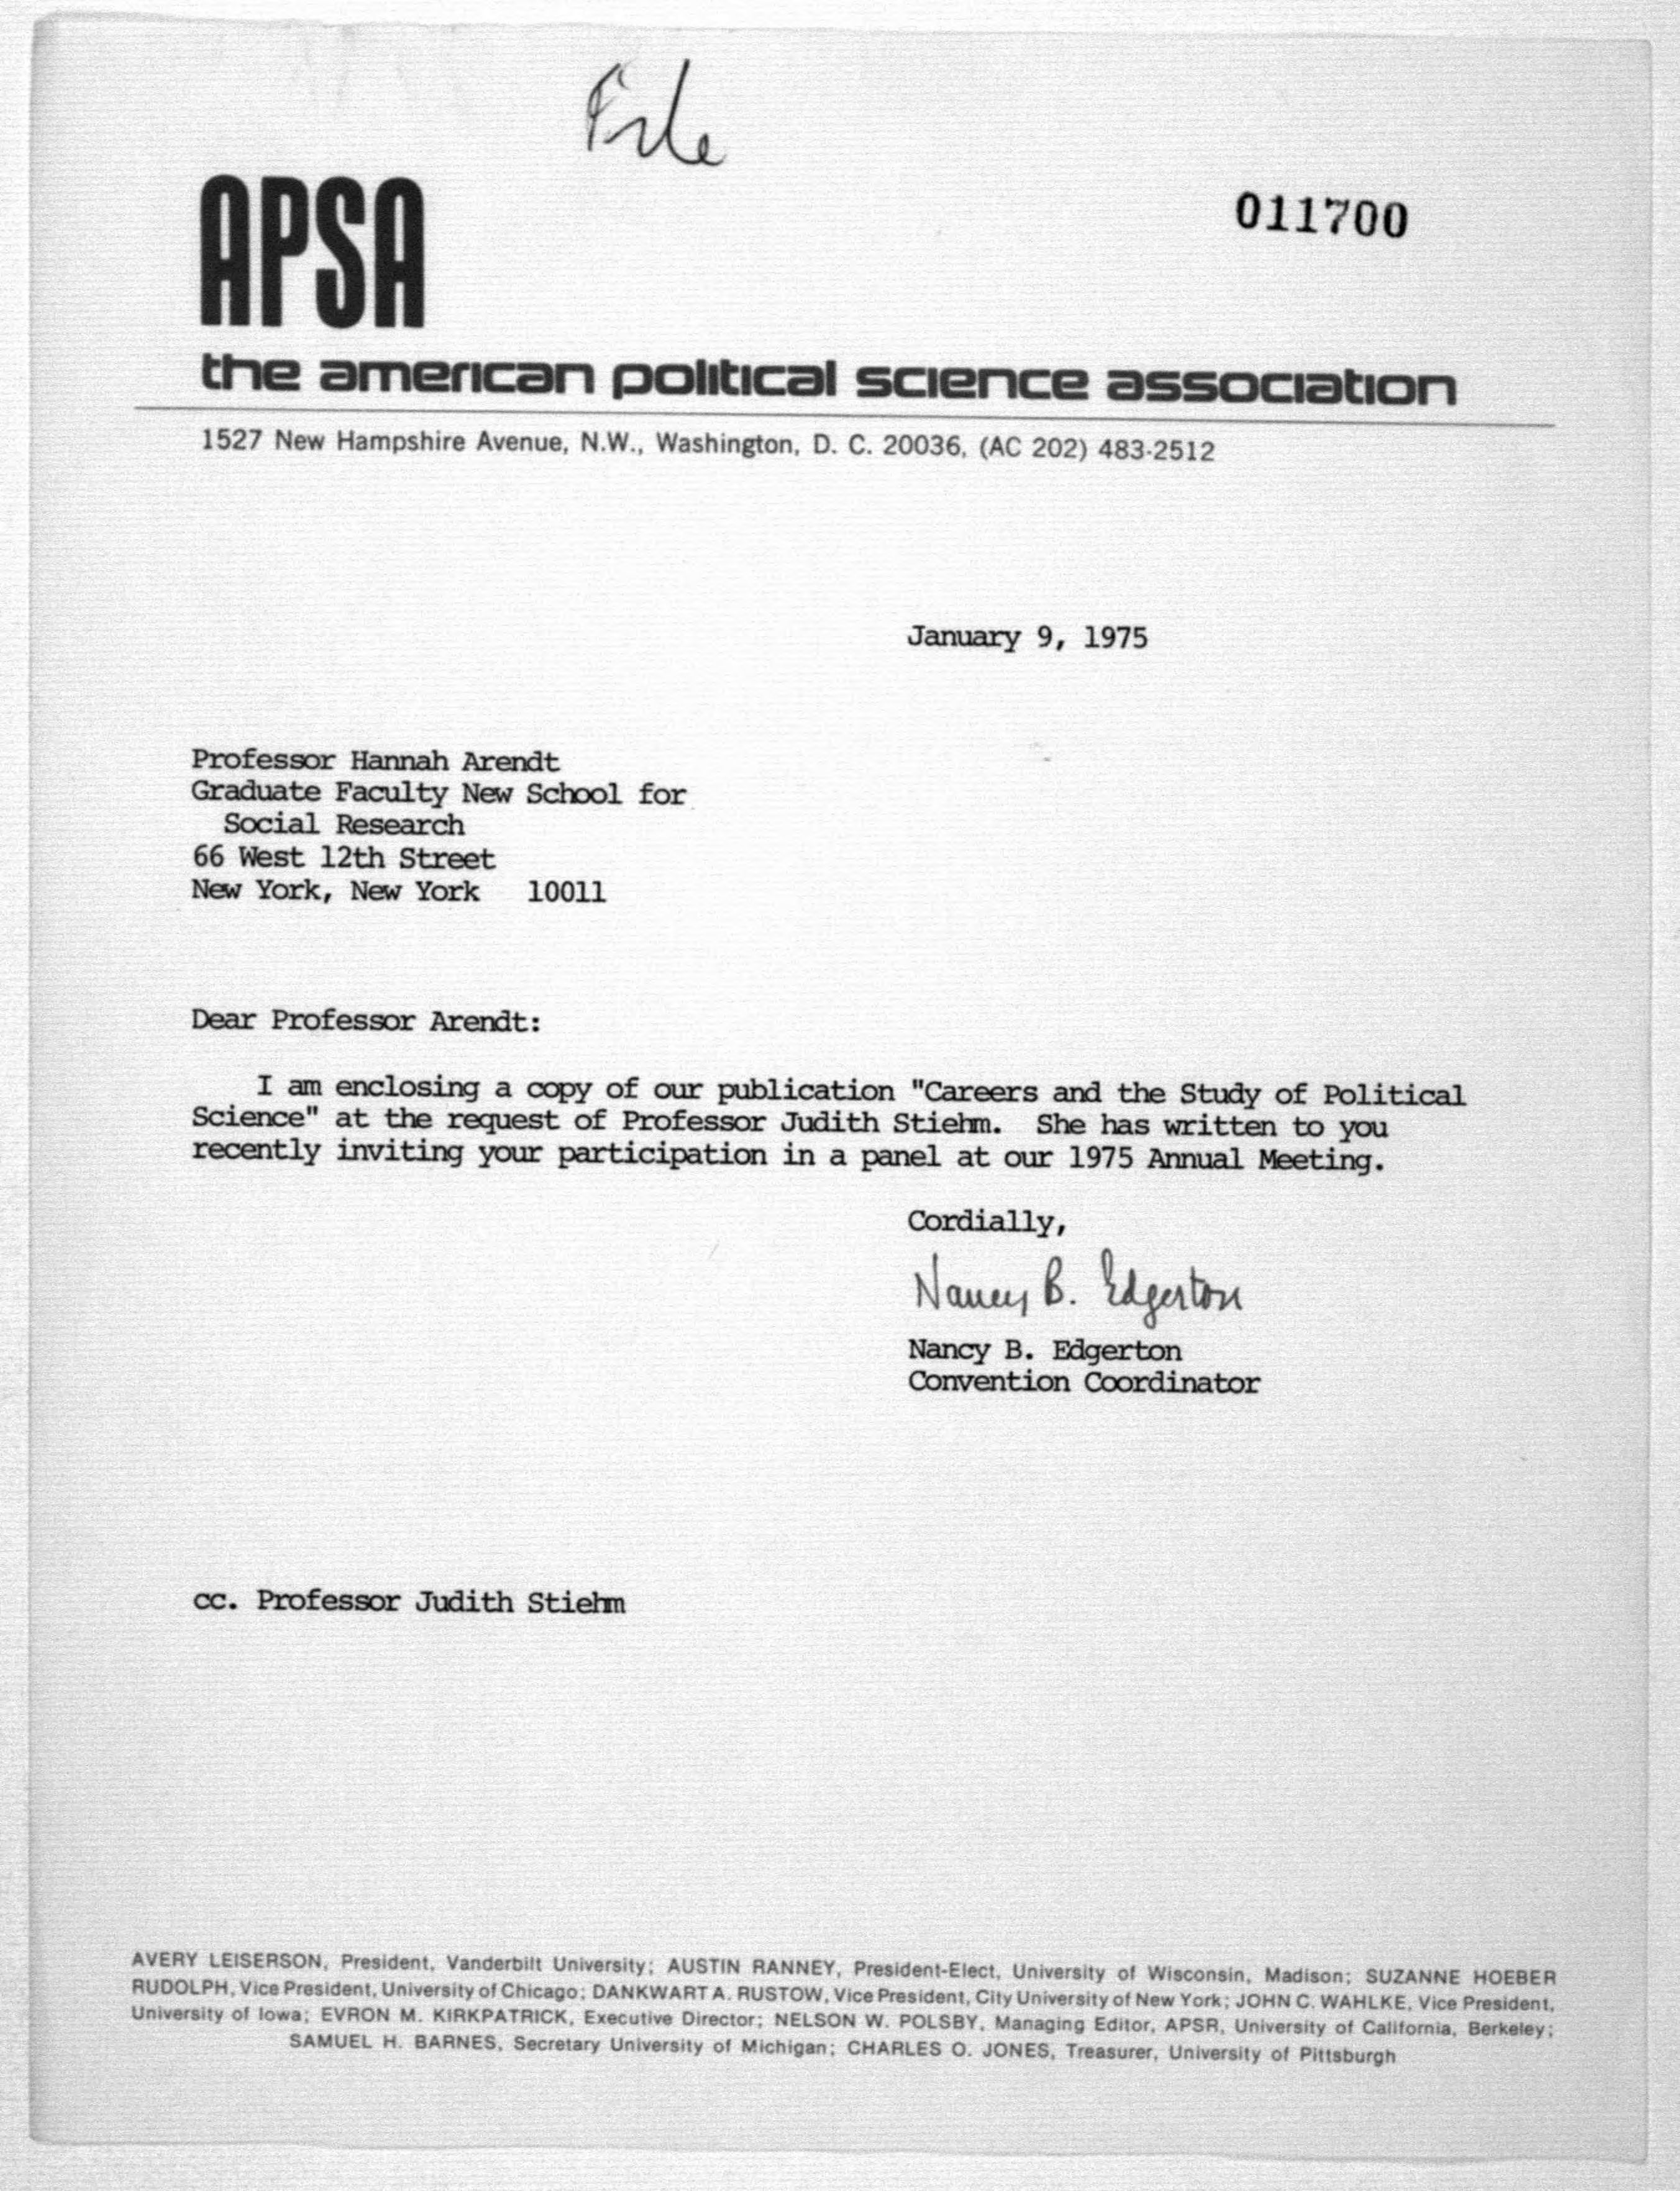 File
APSA
011700
the american political science association
1527 New Hampshire Avenue, N.W., Washington, D. C. 20036, (AC 202) 483-2512
January 9, 1975
Professor Hannah Arendt
Graduate Faculty New School for
Social Research
66 West 12th Street
New York, New York 10011
Dear Professor Arendt:
I am enclosing a copy of our publication "Careers and the Study of Political
Science" at the request of Professor Judith Stiehm. She has written to you
recently inviting your participation in a panel at our 1975 Annual Meeting.
Cordially,
Nancy B. Edgerton
Nancy B. Edgerton
Convention Coordinator
cc. Professor Judith Stiehm
AVERY LEISERSON, President, Vanderbilt University; AUSTIN RANNEY, President-Elect, University of Wisconsin, Madison; SUZANNE HOEBER
RUDOLPH, Vice President, University of Chicago; DANKWART A. RUSTOW, Vice President, City University of New York; JOHN C. WAHLKE, Vice President,
University of Iowa; EVRON M. KIRKPATRICK, Executive Director; NELSON W. POLSBY, Managing Editor, APSR, University of California, Berkeley;
SAMUEL H. BARNES, Secretary University of Michigan; CHARLES O. JONES, Treasurer, University of Pittsburgh